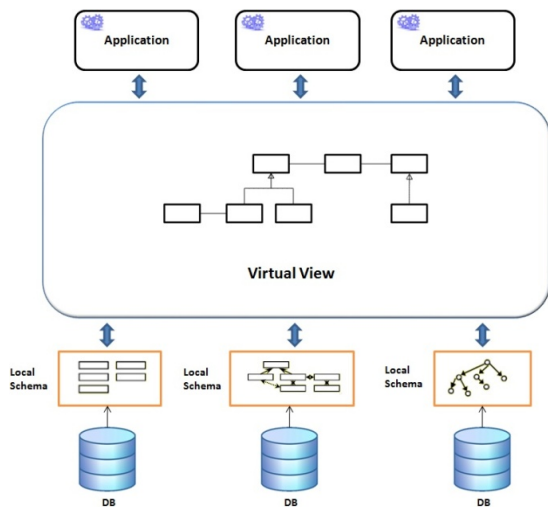 Application
Application
Application
Virtual View
Local
Schema
Local
Schema
Local
Schema
DB
DB
DB